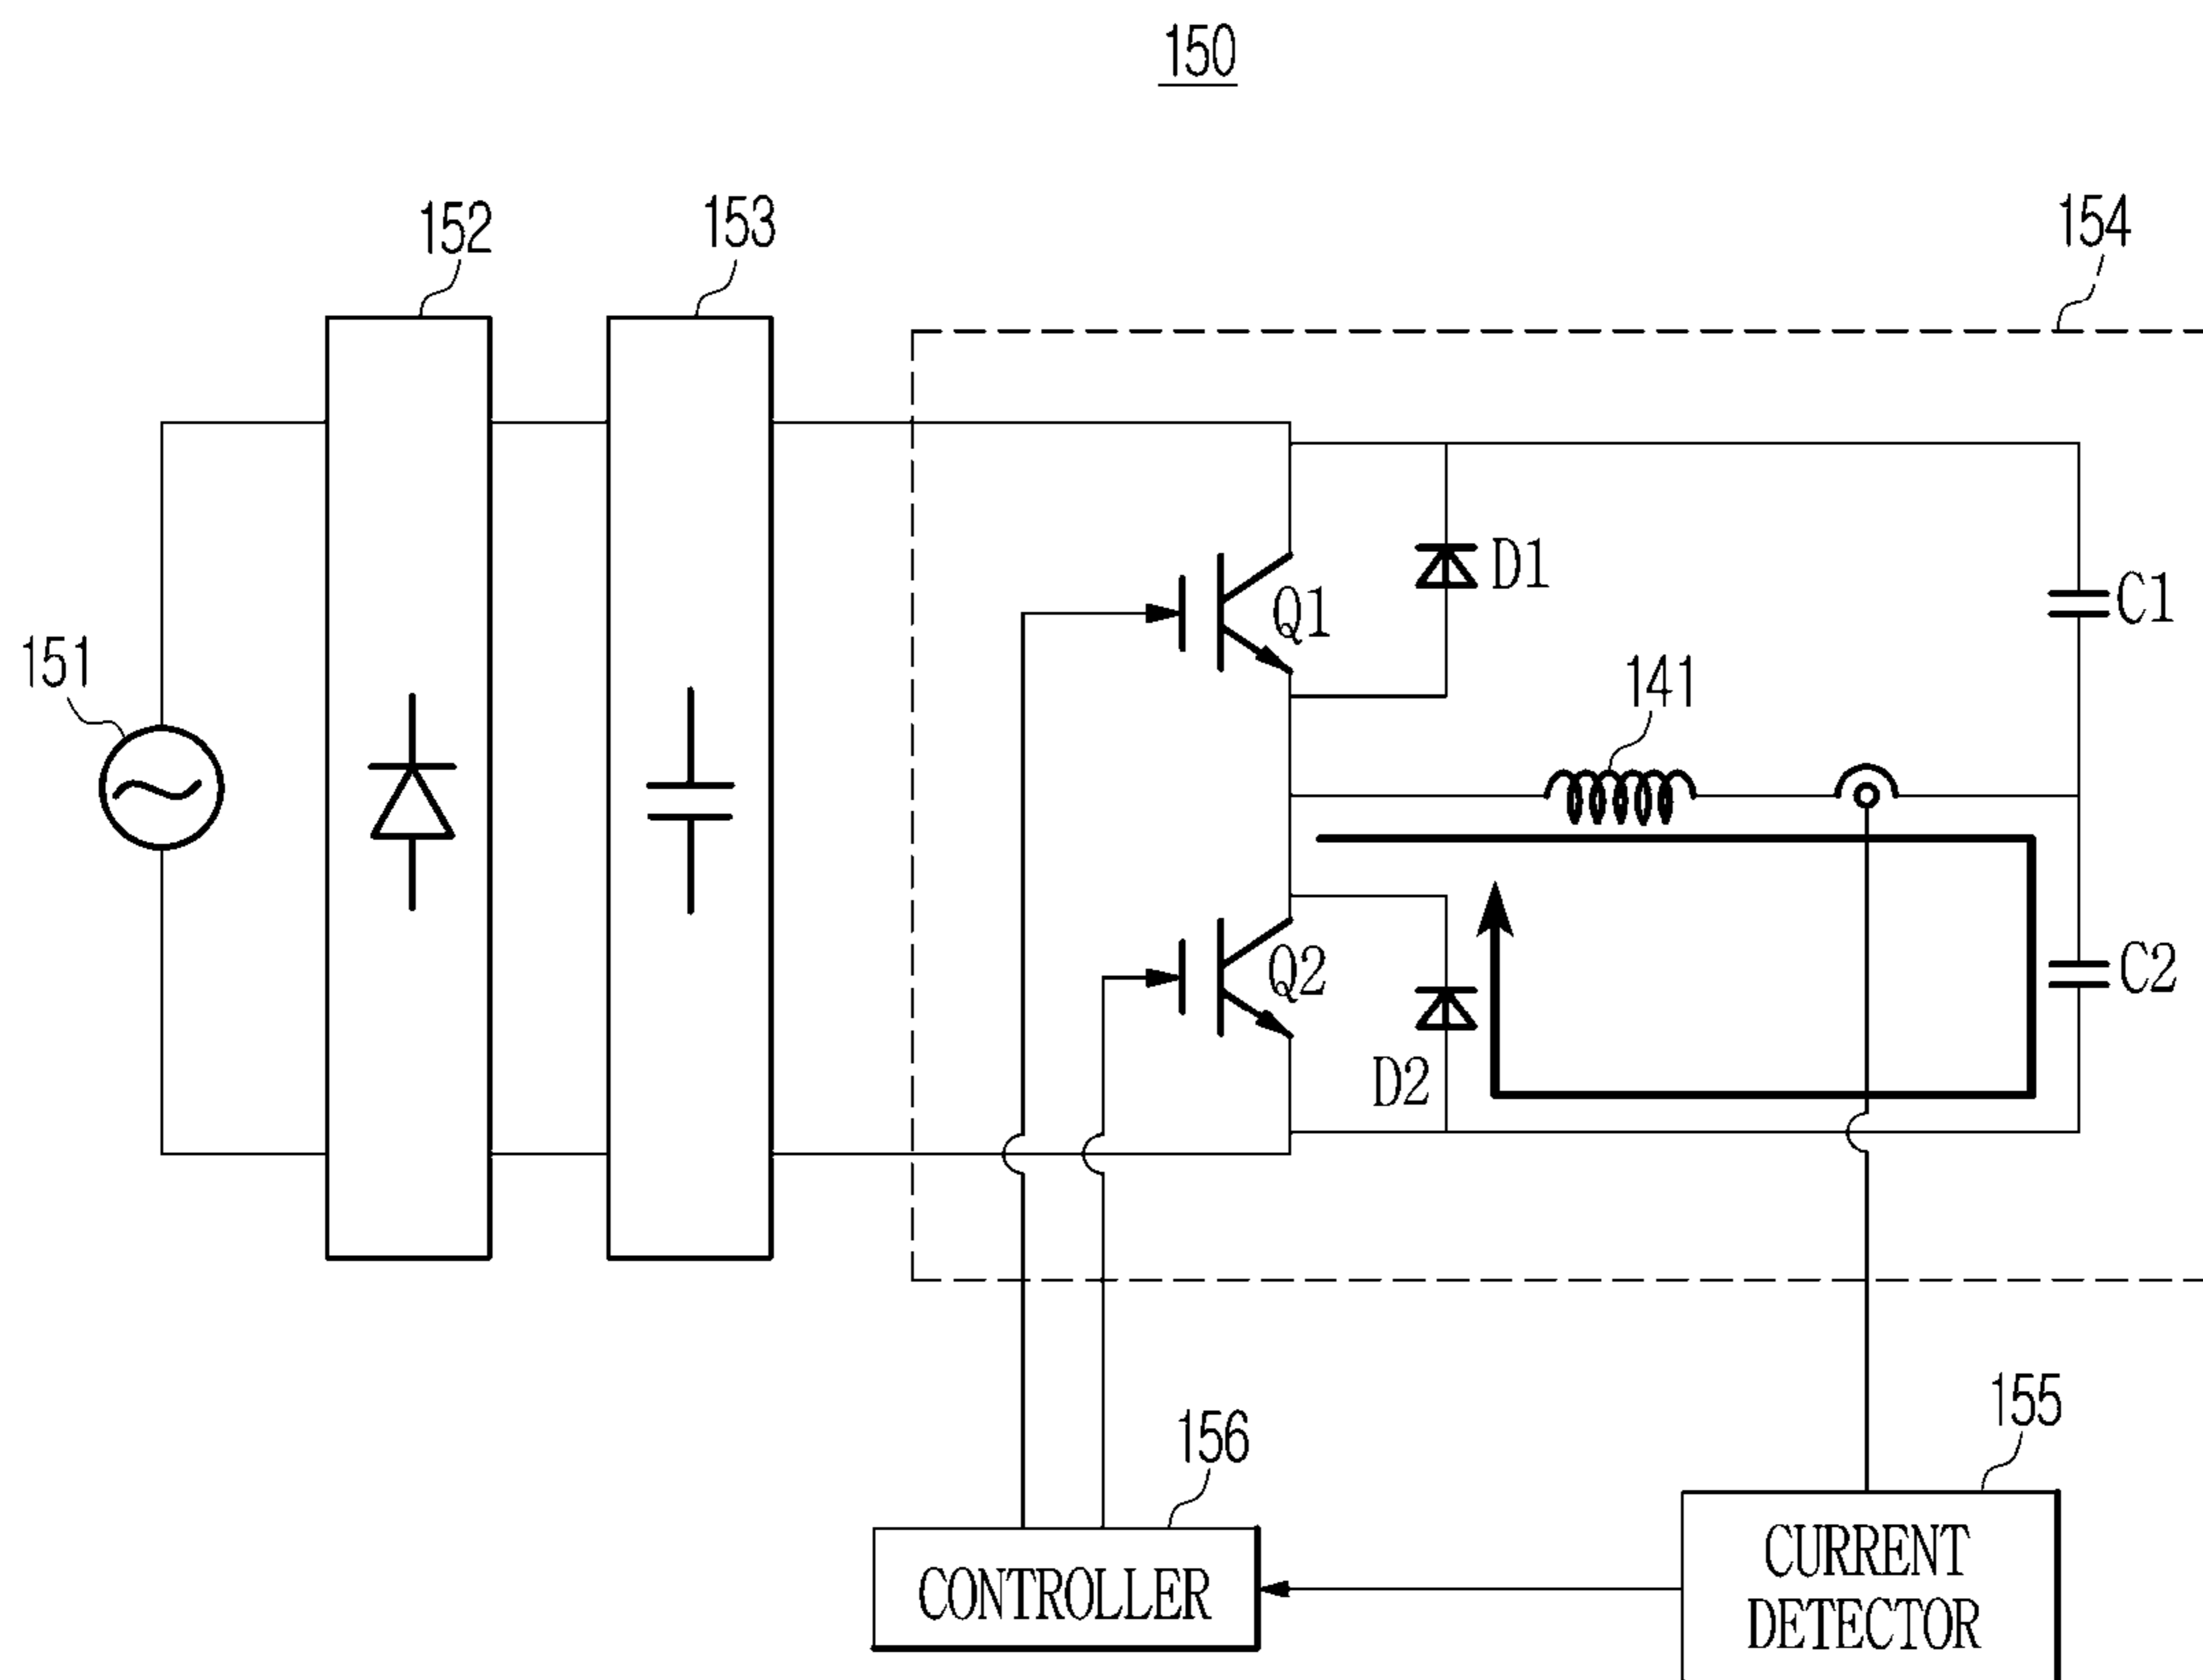 150
152
153
154
151
Q1
D1
C1
141
Q2
D2
C2
156
155
CONTROLLER
CURRENT
DETECTOR